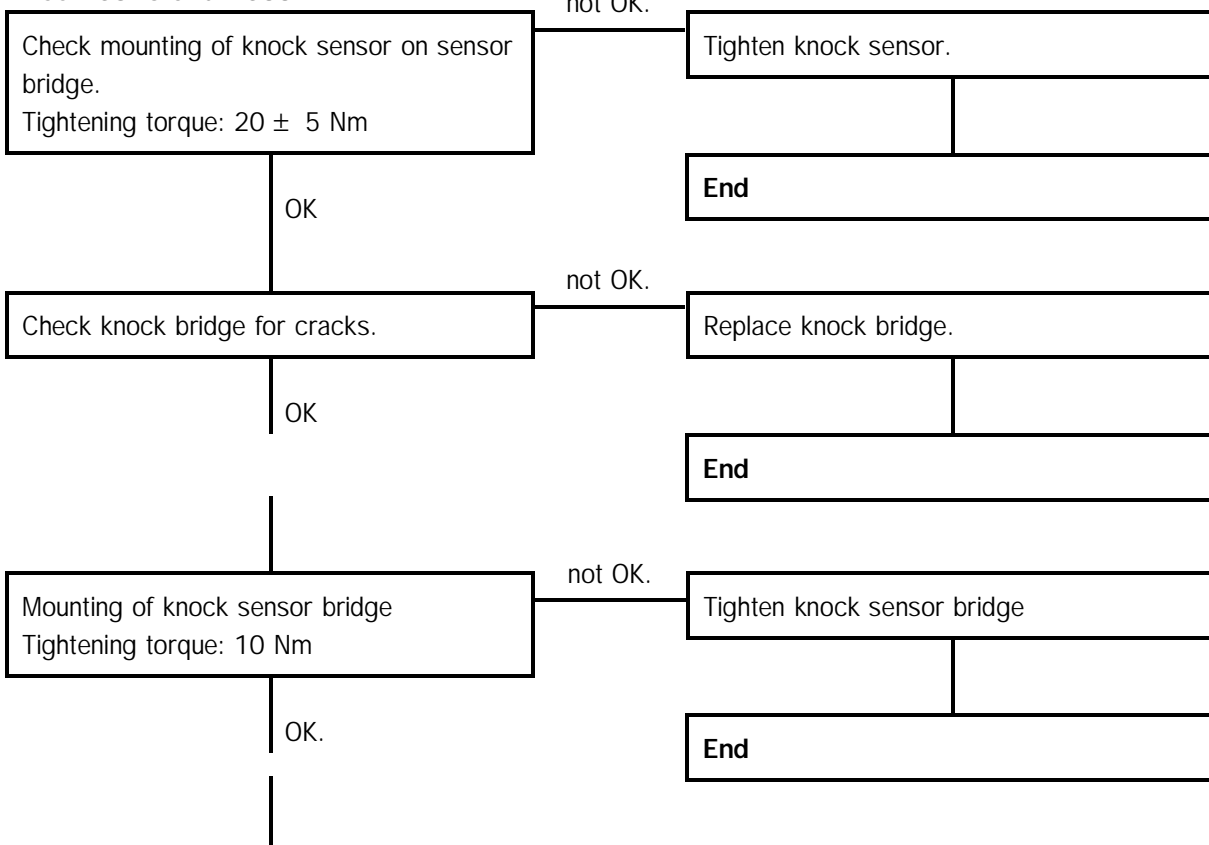 not OK.
Check mounting of knock sensor on sensor
bridge.
Tightening torque: 20 ± 5 Nm
Tighten knock sensor.
OK
End
not OK.
Check knock bridge for cracks.
Replace knock bridge.
OK
End
not OK.
Mounting of knock sensor bridge
Tightening torque: 10 Nm
Tighten knock sensor bridge
OK.
End